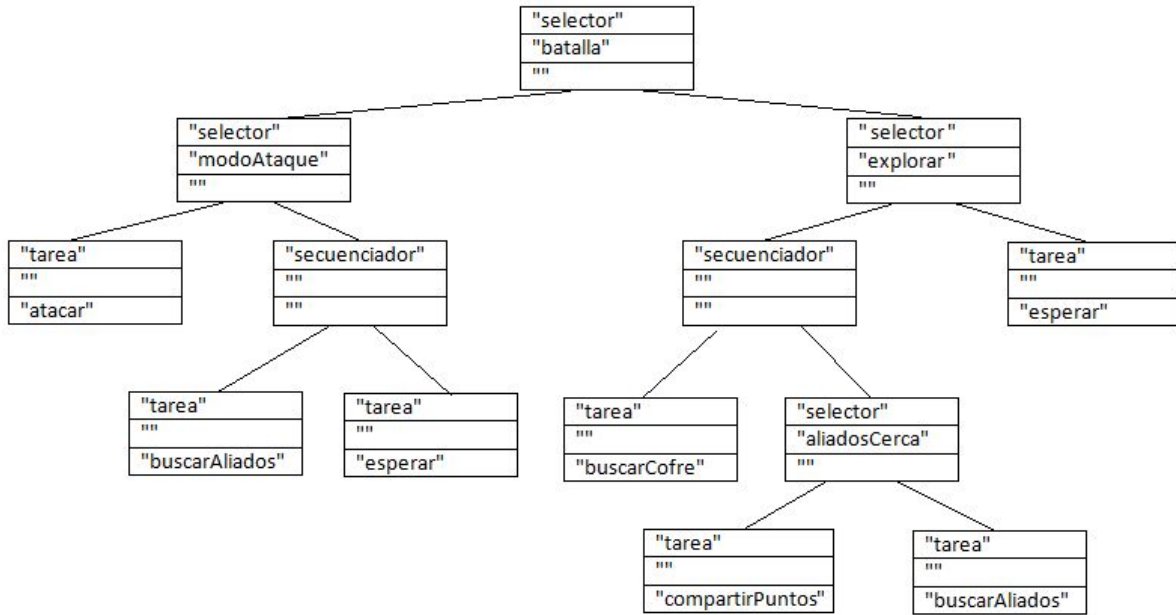 "selector"
"batalla"
""
"selector"
"modoAtaque"
""
"selector"
"explorar"
""
"tarea"
""
"atacar"
"secuenciador"
""
""
"secuenciador"
""
""
"tarea"
""
"esperar"
"tarea"
""
"buscarAliados"
"tarea"
""
"esperar"
"tarea"
""
"buscarCofre"
"selector"
"aliadosCerca"
""
"tarea"
""
"compartirPuntos"
"tarea"
""
"buscarAliados"